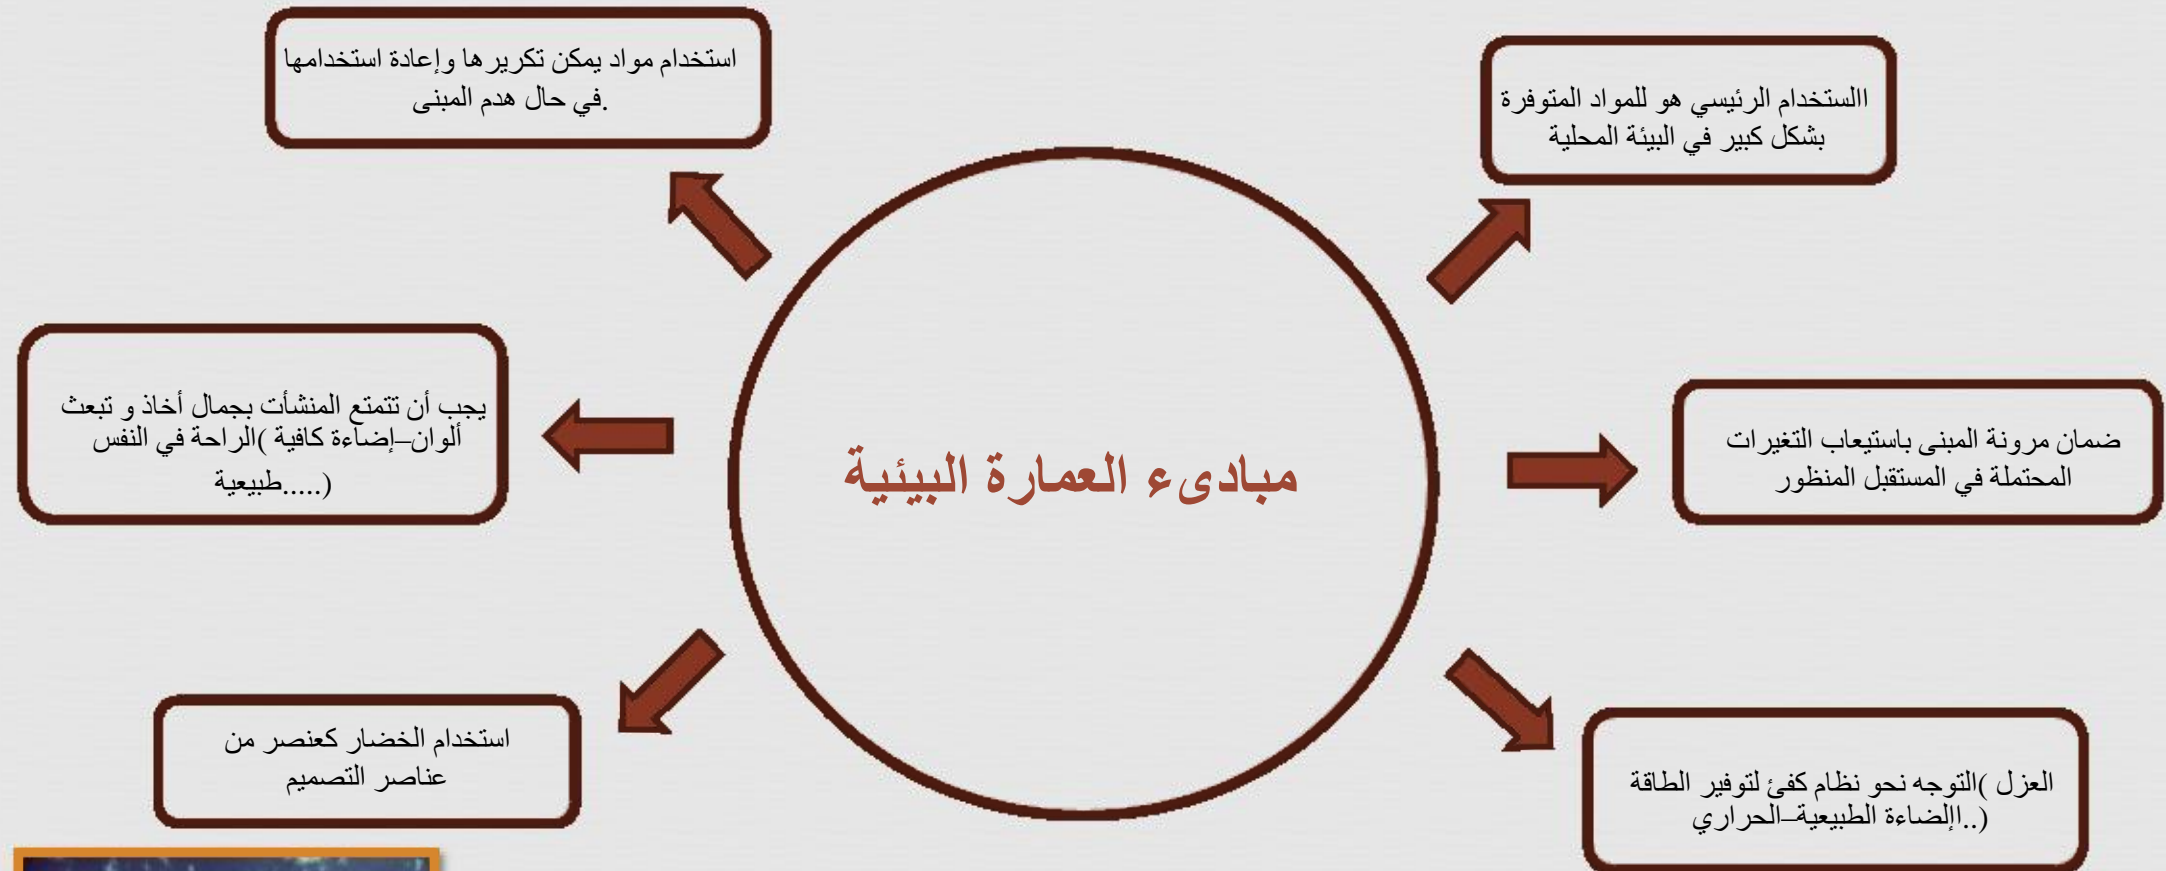 استخدام مواد يمكن تكريرها وإعادة استخدامها
.في حال هدم المبنى
االستخدام الرئيسي هو للمواد المتوفرة
بشكل كبير في البيئة المحلية
يجب أن تتمتع المنشأت بجمال أخاذ و تبعث
ألوان–إضاءة كافية )الراحة في النفس
(.....طبيعية
مبادىء العمارة البيئية
ضمان مرونة المبنى باستيعاب التغيرات
المحتملة في المستقبل المنظور
استخدام الخضار كعنصر من
عناصر التصميم
العزل )التوجه نحو نظام كفئ لتوفير الطاقة
(..اإلضاءة الطبيعية–الحراري